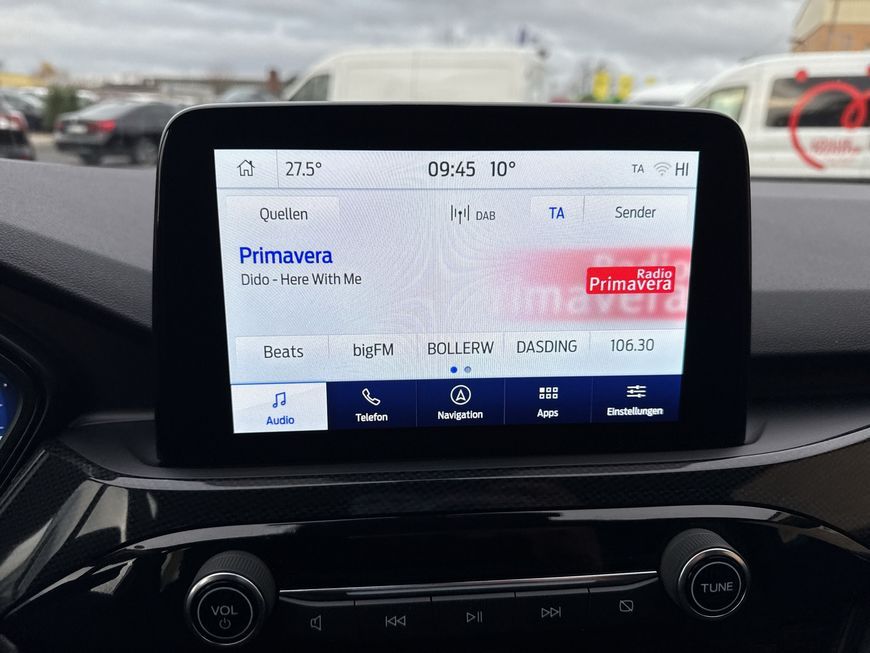 27.5° 09:45 10° TA HI
Quellen DAB TA Sender
Primavera
Dido - Here With Me
Radio
Primavera
Beats bigFM BOLLERW DASDING 106.30
Audio Telefon Navigation Apps Einstellungen
VOL TUNE